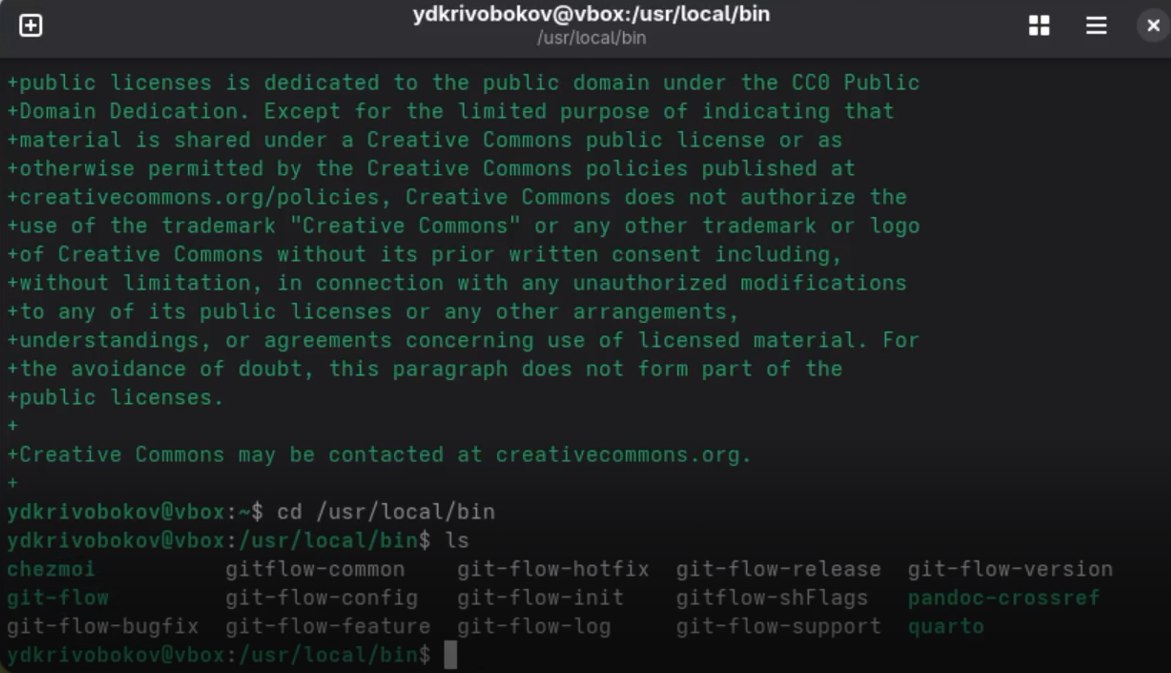 ydkrivobokov@vbox:/usr/local/bin
/usr/local/bin
+public licenses is dedicated to the public domain under the CC0 Public
+Domain Dedication. Except for the limited purpose of indicating that
+material is shared under a Creative Commons public license or as
+otherwise permitted by the Creative Commons policies published at
+creativecommons.org/policies, Creative Commons does not authorize the
+use of the trademark "Creative Commons" or any other trademark or logo
+of Creative Commons without its prior written consent including,
+without limitation, in connection with any unauthorized modifications
+to any of its public licenses or any other arrangements,
+understandings, or agreements concerning use of licensed material. For
+the avoidance of doubt, this paragraph does not form part of the
+public licenses.
+
+Creative Commons may be contacted at creativecommons.org.
+
ydkrivobokov@vbox:~$ cd /usr/local/bin
ydkrivobokov@vbox:/usr/local/bin$ ls
chezmoi gitflow-common git-flow-hotfix git-flow-release git-flow-version
git-flow gitflow-config git-flow-init gitflow-shFlags pandoc-crossref
git-flow-bugfix git-flow-feature git-flow-log git-flow-support quarto
ydkrivobokov@vbox:/usr/local/bin$